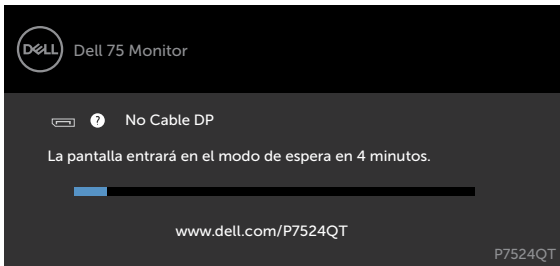 DELL Dell 75 Monitor
? No Cable DP
La pantalla entrará en el modo de espera en 4 minutos.
www.dell.com/P7524QT
P7524QT